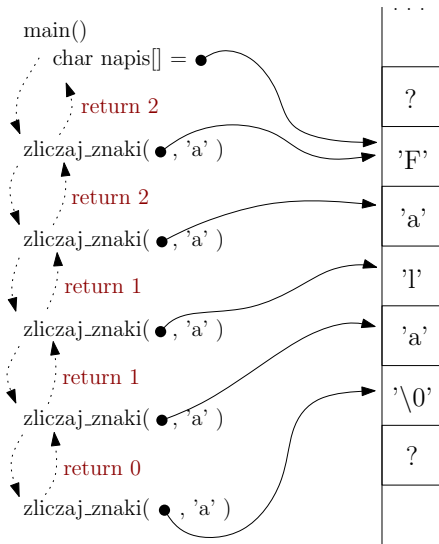 main()
char napis[] =
return 2
zliczaj_znaki( , 'a' )
return 2
zliczaj_znaki( , 'a' )
return 1
zliczaj_znaki( , 'a' )
return 1
zliczaj_znaki( , 'a' )
return 0
zliczaj_znaki( , 'a' )
. . .
?
'F'
'a'
'l'
'a'
'\0'
?